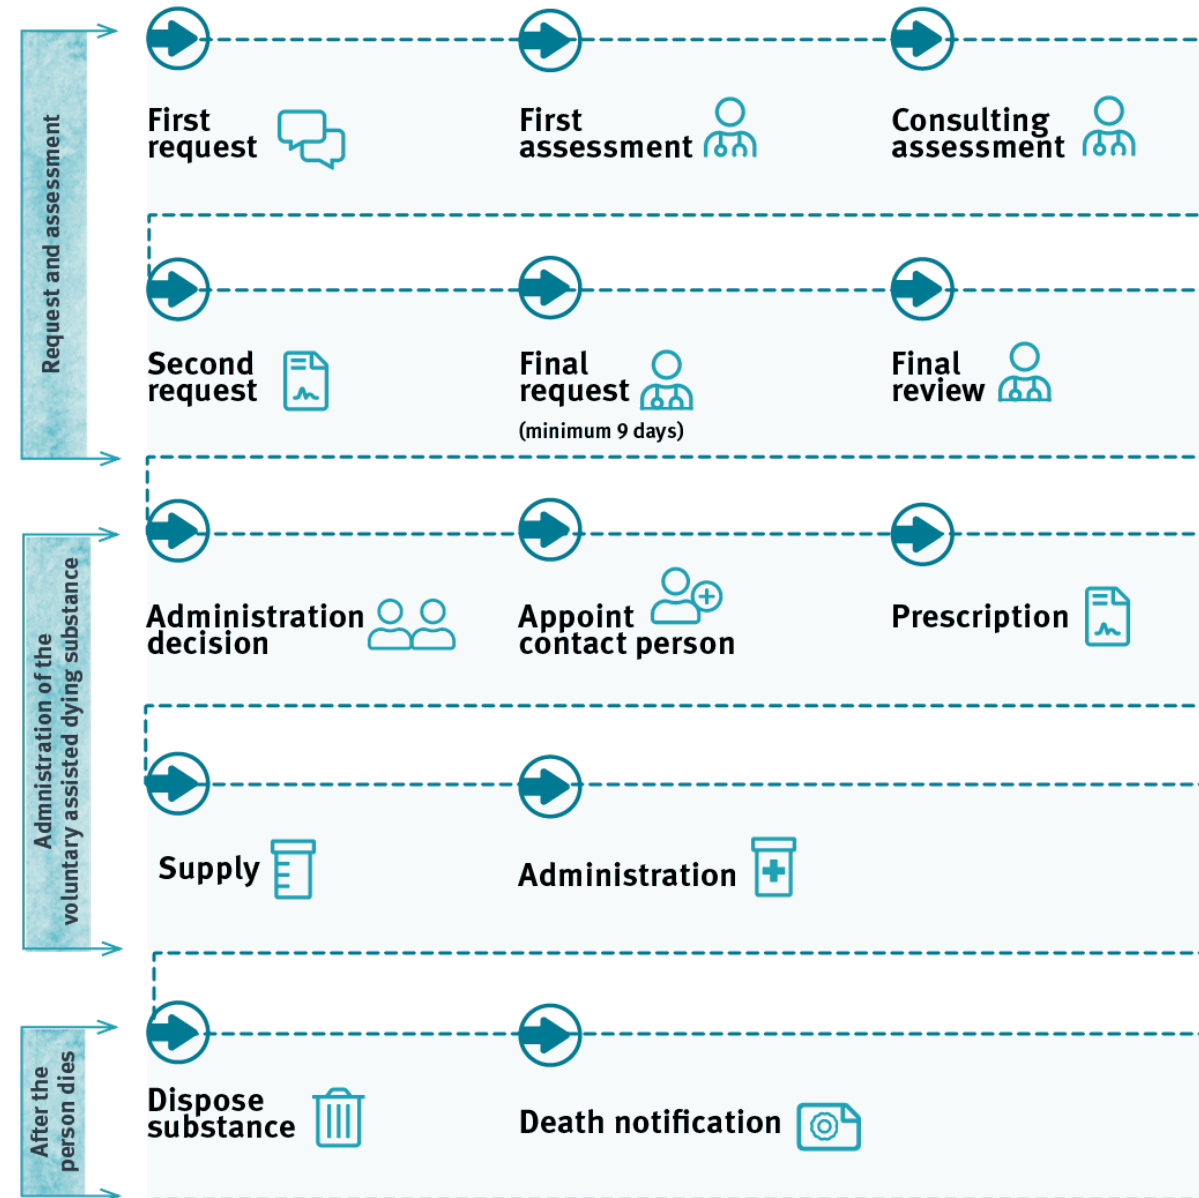 Request and assessment
First
request
First
assessment
Consulting
assessment
Second
request
Final
request
(minimum 9 days)
Final
review
Admnistration of the
voluntary assisted dying substance
Administration
decision
Appoint
contact person
Prescription
Supply
Administration
After the
person dies
Dispose
substance
Death notification